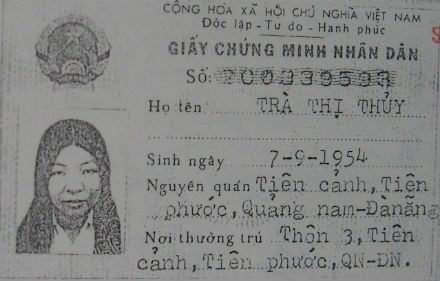 CỘNG HÒA XÃ HỘI CHỦ NGHĨA VIỆT NAM
Độc lập - Tự do - Hạnh phúc
GIẤY CHỨNG MINH NHÂN DÂN
Số:
Họ tên TRÀ THỊ THỦY
Sinh ngày 7-9-1954
Nguyên quán Tiên cảnh, Tiên
phước, Quảng nam-Đànẵng
Nơi thường trú Thôn 3, Tiên
cảnh, Tiên phước, QN-ĐN.